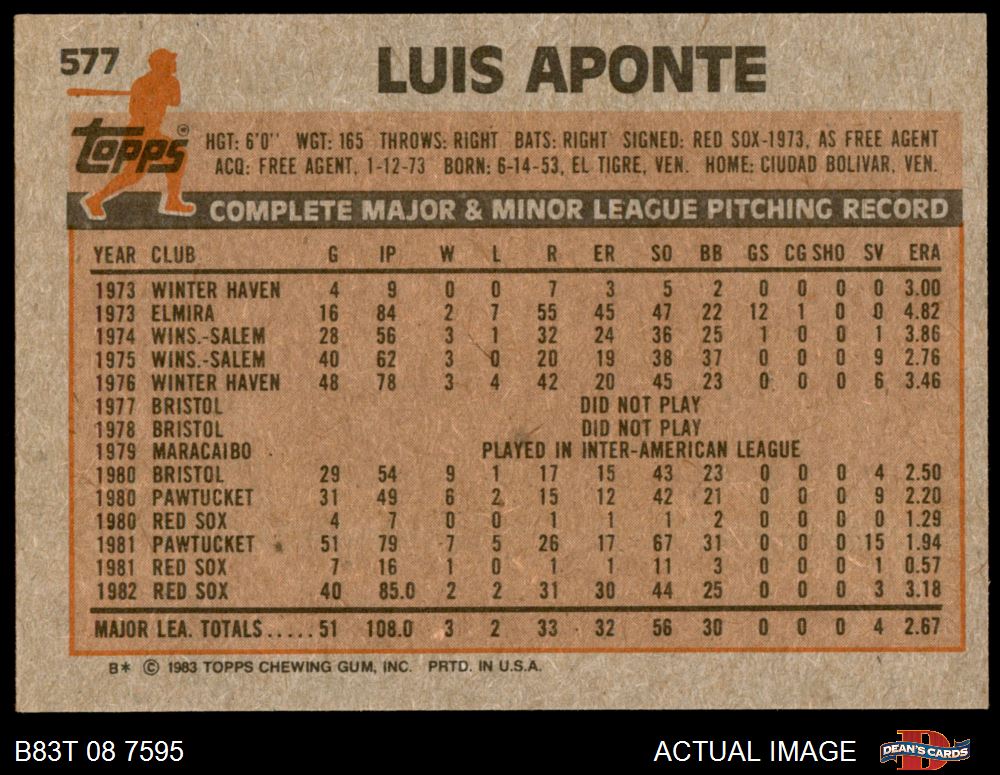 577
LUIS APONTE
Topps®
HGT: 6'0" WGT: 165 THROWS: RIGHT BATS: RIGHT SIGNED: RED SOX-1973, AS FREE AGENT
ACQ: FREE AGENT, 1-12-73 BORN: 6-14-53, EL TIGRE, VEN. HOME: CIUDAD BOLIVAR, VEN.
COMPLETE MAJOR & MINOR LEAGUE PITCHING RECORD
YEAR CLUB G IP W L R ER SO BB GS CG SHO SV ERA
1973 WINTER HAVEN 4 9 0 0 7 3 5 2 0 0 0 0 3.00
1973 ELMIRA 16 84 2 7 55 45 47 22 12 1 0 0 4.82
1974 WINS.-SALEM 28 56 3 1 32 24 36 25 1 0 0 1 3.86
1975 WINS.-SALEM 40 62 3 0 20 19 38 37 0 0 0 9 2.76
1976 WINTER HAVEN 48 78 3 4 42 20 45 23 0 0 0 6 3.46
1977 BRISTOL DID NOT PLAY
1978 BRISTOL DID NOT PLAY
1979 MARACAIBO PLAYED IN INTER-AMERICAN LEAGUE
1980 BRISTOL 29 54 9 1 17 15 43 23 0 0 0 4 2.50
1980 PAWTUCKET 31 49 6 2 15 12 42 21 0 0 0 9 2.20
1980 RED SOX 4 7 0 0 1 1 1 2 0 0 0 0 1.29
1981 PAWTUCKET 51 79 7 5 26 17 67 31 0 0 0 15 1.94
1981 RED SOX 7 16 1 0 1 1 11 3 0 0 0 1 0.57
1982 RED SOX 40 85.0 2 2 31 30 44 25 0 0 0 3 3.18
MAJOR LEA. TOTALS.....51 108.0 3 2 33 32 56 30 0 0 0 4 2.67
B* © 1983 TOPPS CHEWING GUM, INC. PRTD. IN U.S.A.
B83T 08 7595
ACTUAL IMAGE
D
DEAN'S CARDS